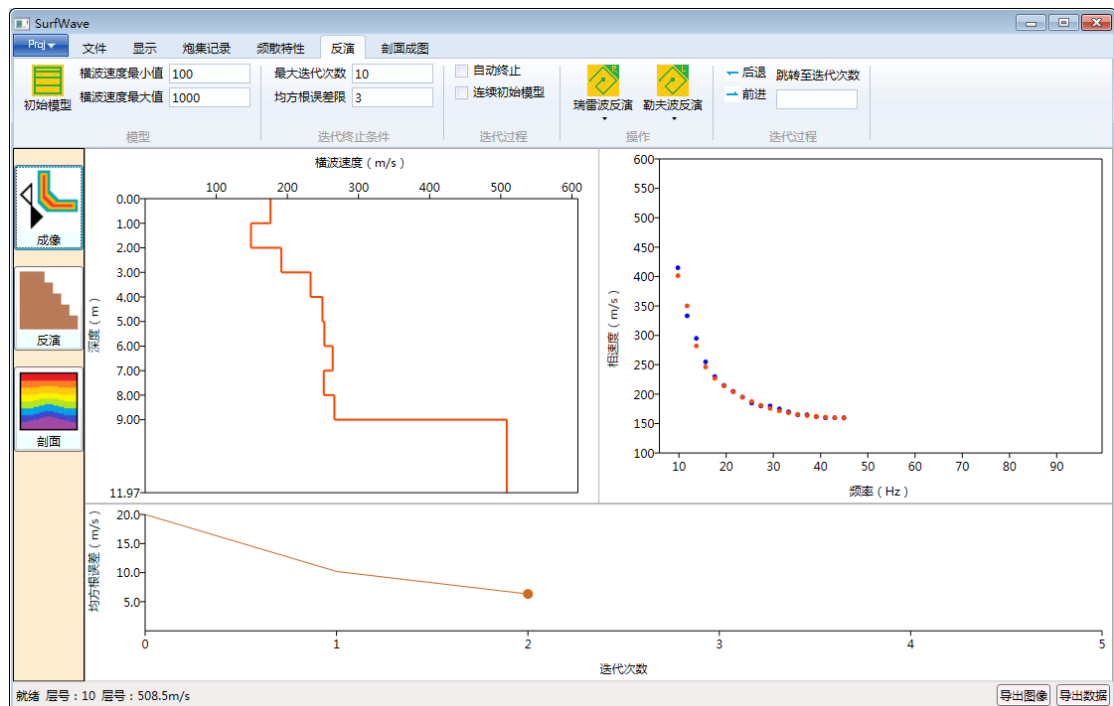 SurfWave
Proj 文件 显示 炮集记录 频散特性 反演 剖面成图
初始模型
横波速度最小值 100
横波速度最大值 1000
模型
最大迭代次数 10
均方根误差限 3
迭代终止条件
自动终止
连续初始模型
迭代过程
R
瑞雷波反演
L
勒夫波反演
操作
后退 跳转至迭代次数
前进
迭代过程
成像
反演
剖面
横波速度（m/s）
100 200 300 400 500 600
0.00
1.00
2.00
3.00
4.00
5.00
6.00
7.00
8.00
9.00
11.97
深度（m）
600
550
500
450
400
350
300
250
200
150
100
相速度（m/s）
10 20 30 40 50 60 70 80 90
频率（Hz）
20.0
15.0
10.0
5.0
均方根误差（m/s）
0 1 2 3 4 5
迭代次数
就绪 层号：10 层号：508.5m/s
导出图像 导出数据